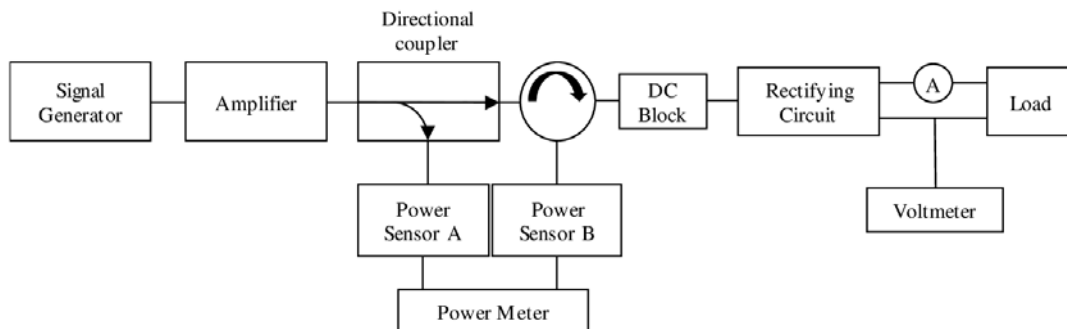 Directional
coupler
Signal
Generator
Amplifier
DC
Block
Rectifying
Circuit
A
Load
Power
Sensor A
Power
Sensor B
Voltmeter
Power Meter